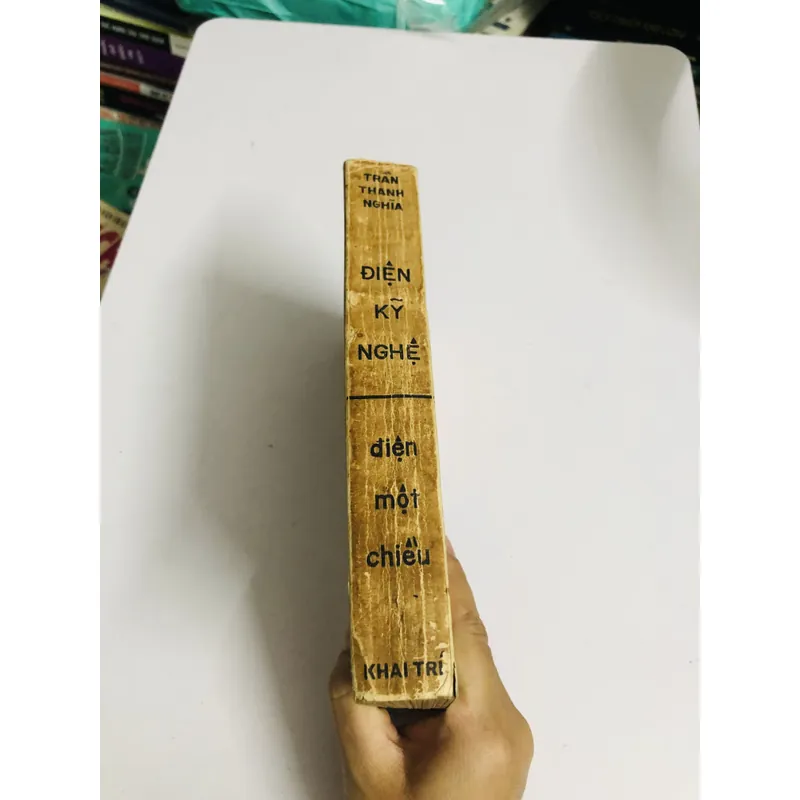 TRẦN
THANH
NGHĨA
ĐIỆN
KỸ
NGHỆ
điện
một
chiều
KHAI TRÍ